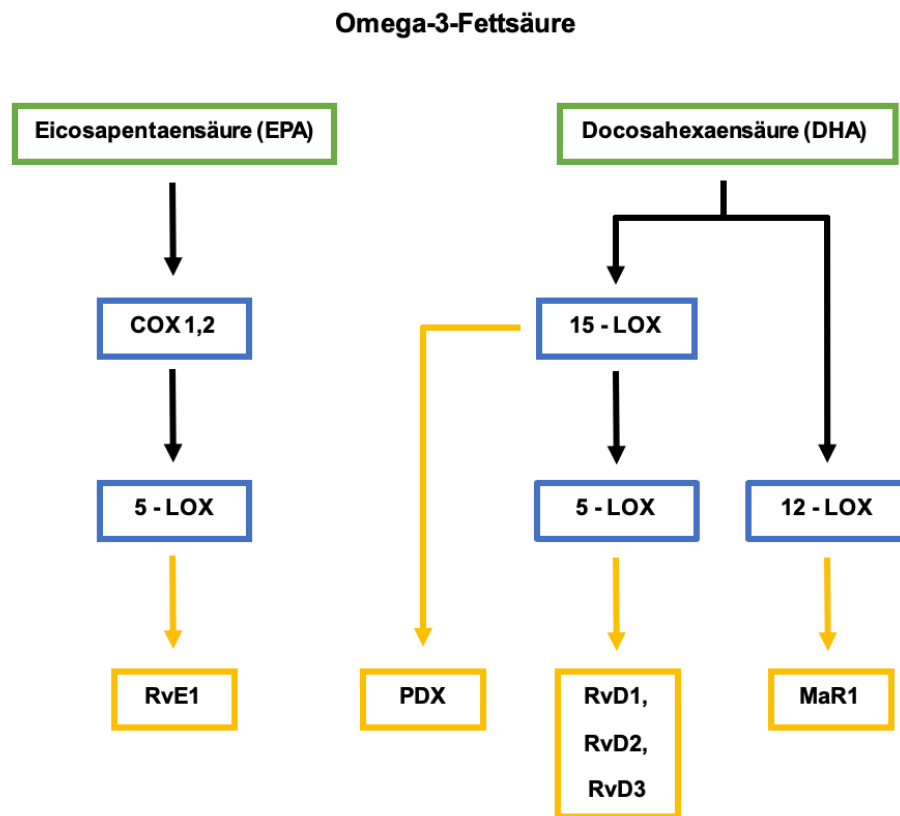 Omega-3-Fettsäure
Eicosapentaensäure (EPA)
Docosahexaensäure (DHA)
COX 1,2
15 - LOX
5 - LOX
5 - LOX
12 - LOX
RvE1
PDX
RvD1,
RvD2,
RvD3
MaR1